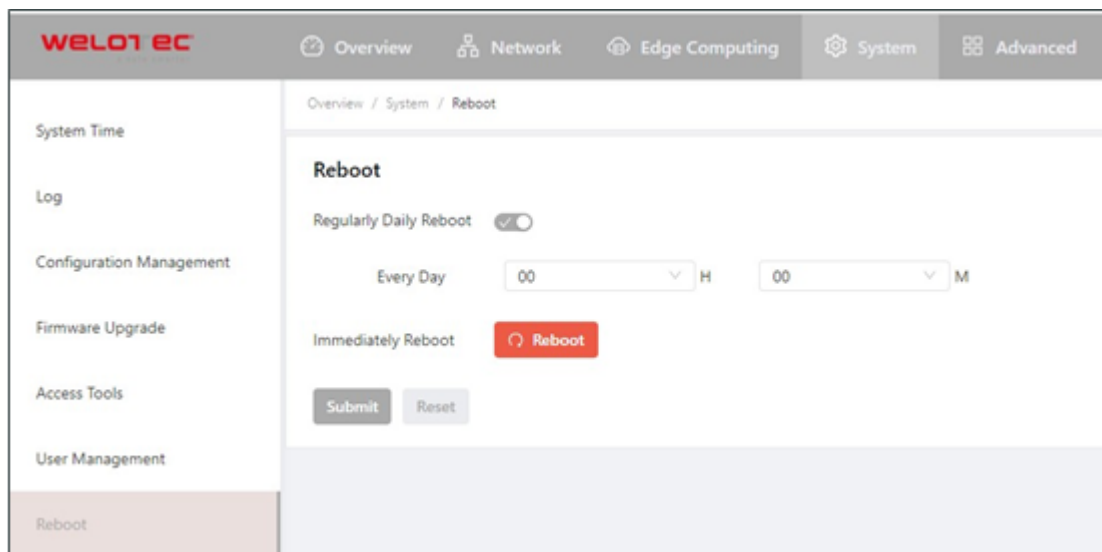 WELOTEC
Overview Network Edge Computing System Advanced
Overview / System / Reboot
System Time
Log
Configuration Management
Firmware Upgrade
Access Tools
User Management
Reboot
Reboot
Regularly Daily Reboot
Every Day 00 H 00 M
Immediately Reboot Reboot
Submit Reset